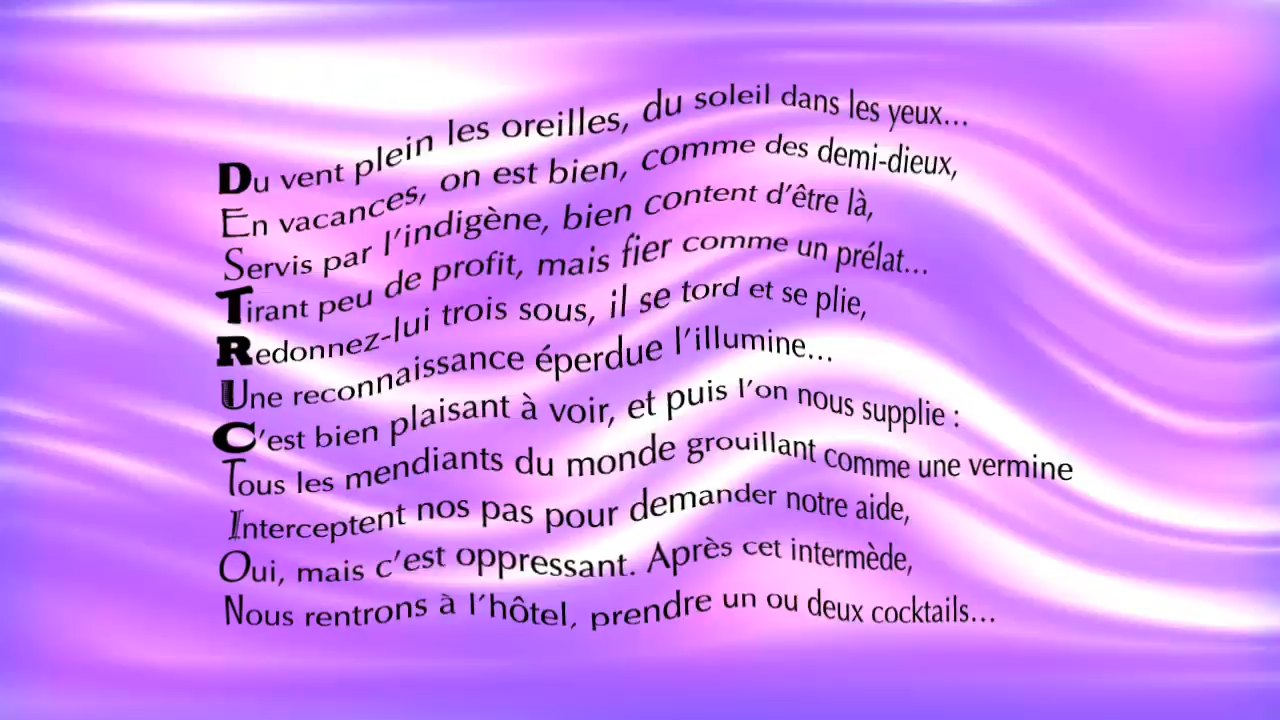 Du vent plein les oreilles, du soleil dans les yeux...
En vacances, on est bien, comme des demi-dieux,
Servis par l'indigène, bien content d'être là,
Tirant peu de profit, mais fier comme un prélat...
Redonnez-lui trois sous, il se tord et se plie,
Une reconnaissance éperdue l'illumine...
C'est bien plaisant à voir, et puis l'on nous supplie :
Tous les mendiants du monde grouillant comme une vermine
Interceptent nos pas pour demander notre aide,
Oui, mais c'est oppressant. Après cet intermède,
Nous rentrons à l'hôtel, prendre un ou deux cocktails...